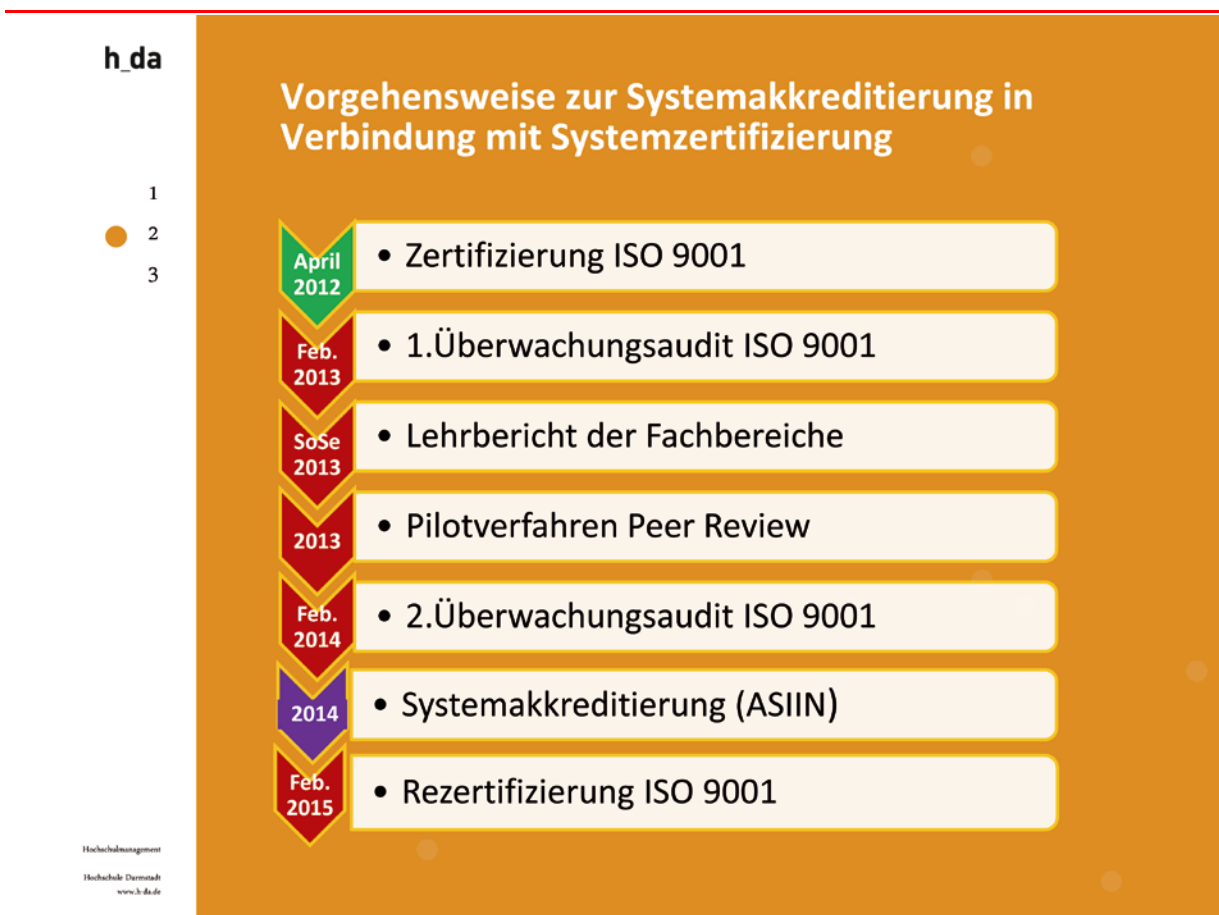 h_da
Vorgehensweise zur Systemakkreditierung in
Verbindung mit Systemzertifizierung
1
2
3
April
2012
• Zertifizierung ISO 9001
Feb.
2013
• 1.Überwachungsaudit ISO 9001
SoSe
2013
• Lehrbericht der Fachbereiche
2013
• Pilotverfahren Peer Review
Feb.
2014
• 2.Überwachungsaudit ISO 9001
2014
• Systemakkreditierung (ASIIN)
Feb.
2015
• Rezertifizierung ISO 9001
Hochschulmanagement
Hochschule Darmstadt
www.h-da.de